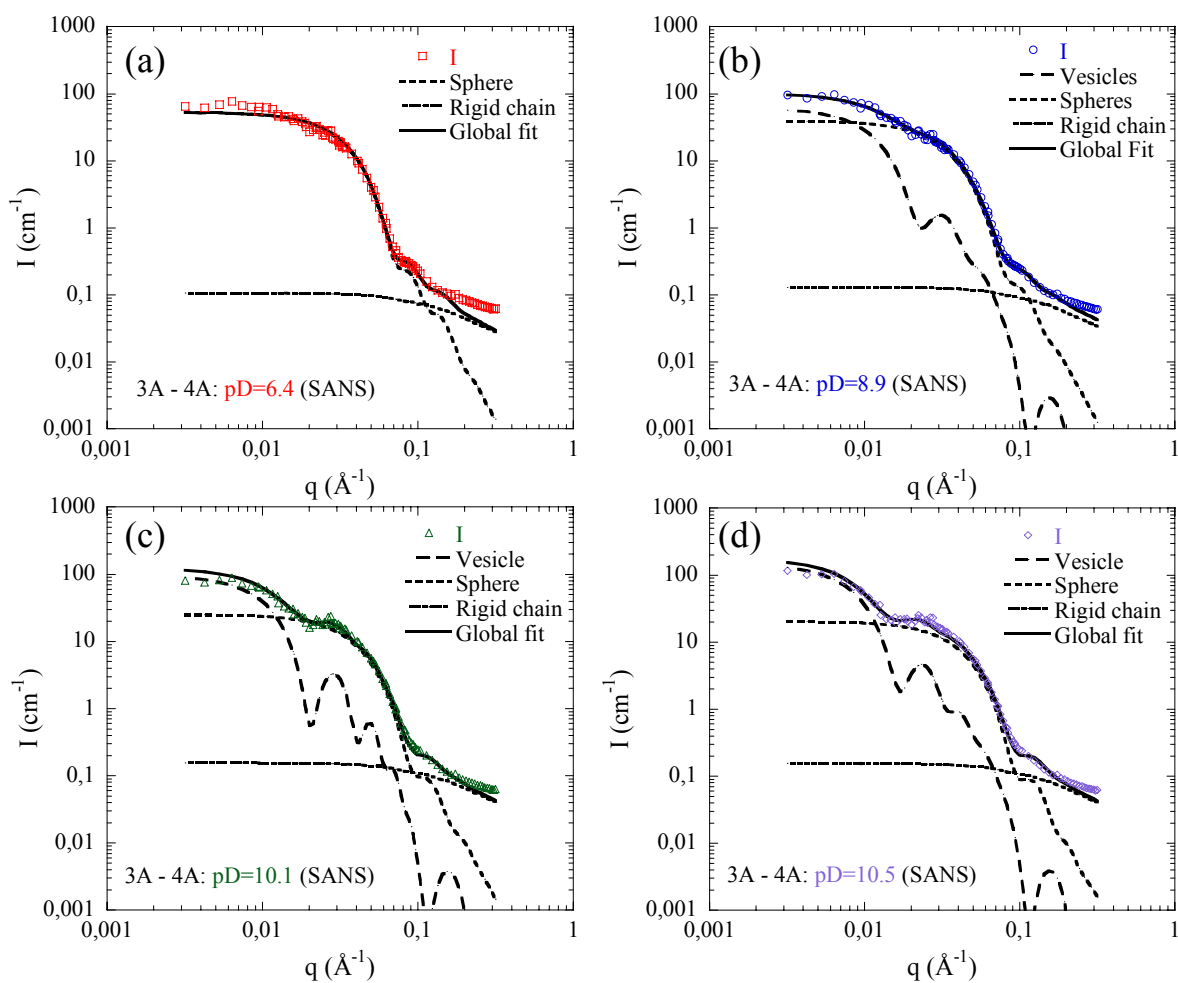 (a)
I
Sphere
Rigid chain
Global fit
1000
100
10
1
0,1
0,01
0,001
I (cm⁻¹)
3A - 4A: pD=6.4 (SANS)
0,001
0,01
0,1
1
q (Å⁻¹)
(b)
I
Vesicles
Spheres
Rigid chain
Global Fit
1000
100
10
1
0,1
0,01
0,001
I (cm⁻¹)
3A - 4A: pD=8.9 (SANS)
0,001
0,01
0,1
1
q (Å⁻¹)
(c)
I
Vesicle
Sphere
Rigid chain
Global fit
1000
100
10
1
0,1
0,01
0,001
I (cm⁻¹)
3A - 4A: pD=10.1 (SANS)
0,001
0,01
0,1
1
q (Å⁻¹)
(d)
I
Vesicle
Sphere
Rigid chain
Global fit
1000
100
10
1
0,1
0,01
0,001
I (cm⁻¹)
3A - 4A: pD=10.5 (SANS)
0,001
0,01
0,1
1
q (Å⁻¹)